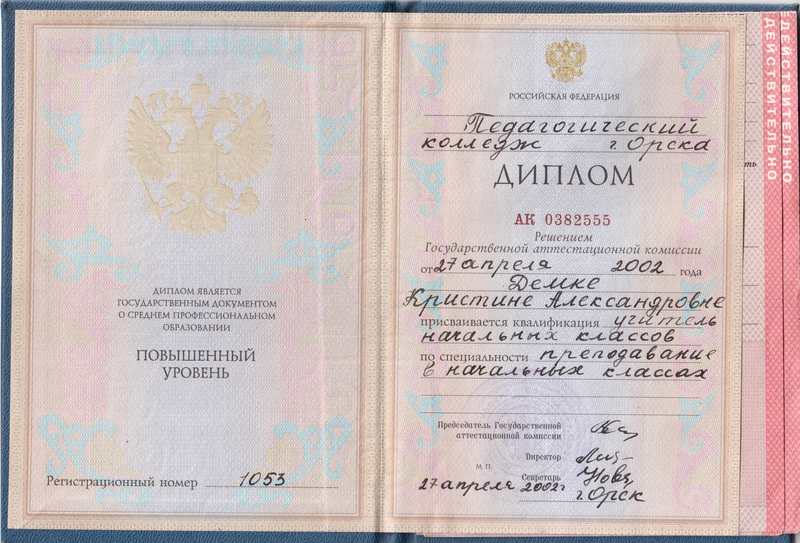 ДИПЛОМ ЯВЛЯЕТСЯ
ГОСУДАРСТВЕННЫМ ДОКУМЕНТОМ
О СРЕДНЕМ ПРОФЕССИОНАЛЬНОМ
ОБРАЗОВАНИИ
ПОВЫШЕННЫЙ
УРОВЕНЬ
Регистрационный номер 1053
РОССИЙСКАЯ ФЕДЕРАЦИЯ
Педагогический
колледж г Орска
ДИПЛОМ
АК 0382555
Решением
Государственной аттестационной комиссии
от 27 апреля 2002 года
Демке
Кристине Александровне
присваивается квалификация учитель
начальных классов
по специальности преподавание
в начальных классах
Председатель Государственной
аттестационной комиссии
Директор
М. П.
Секретарь
27 апреля 2002г
г. Орск
ДЕЙСТВИТЕЛЬНО
ДЕЙСТВИТЕЛЬНО
ть